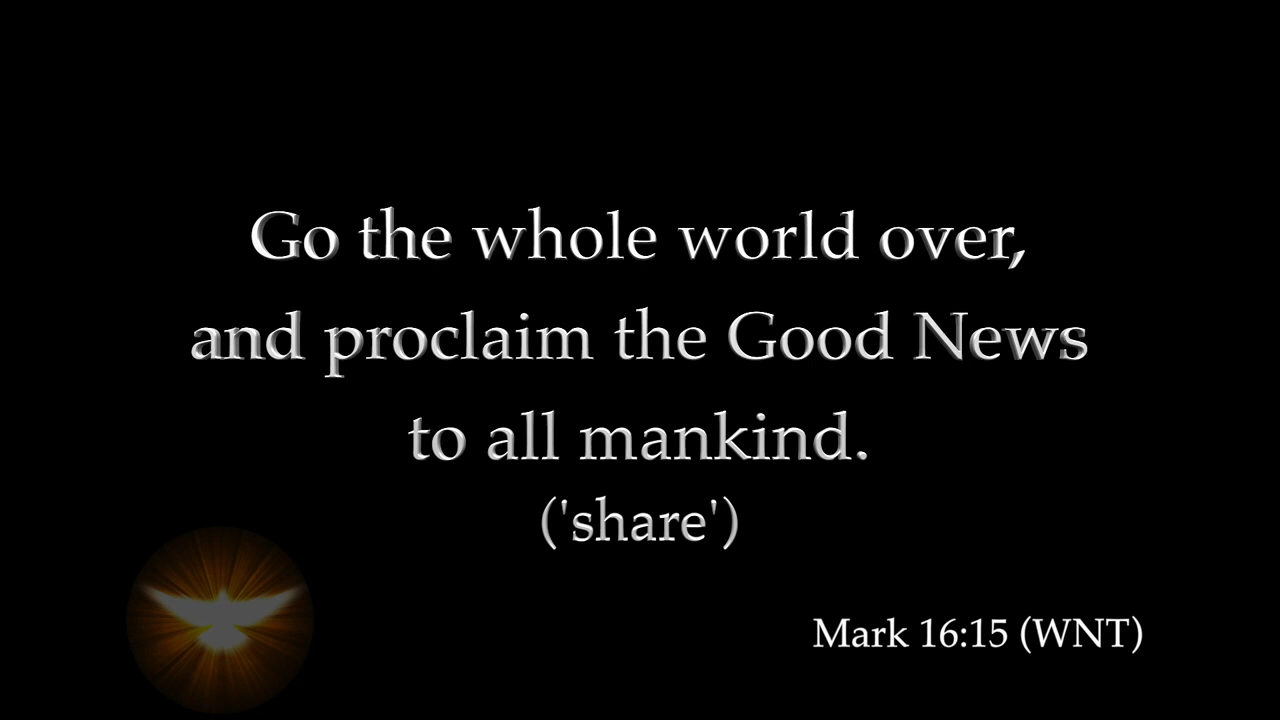 Go the whole world over,
and proclaim the Good News
to all mankind.
('share')
Mark 16:15 (WNT)